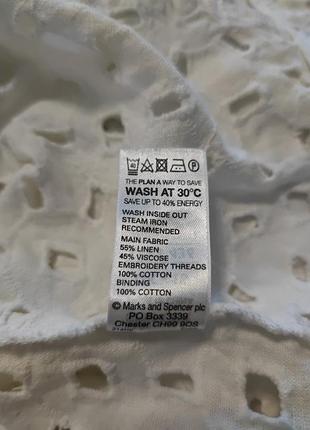 40 P
THE PLAN A WAY TO SAVE
WASH AT 30°C
SAVE UP TO 40% ENERGY
WASH INSIDE OUT
STEAM IRON
RECOMMENDED
MAIN FABRIC
55% LINEN
45% VISCOSE
EMBROIDERY THREADS
100% COTTON
BINDING
100% COTTON
© Marks and Spencer plc
PO Box 3339
Chester CH99 9QS